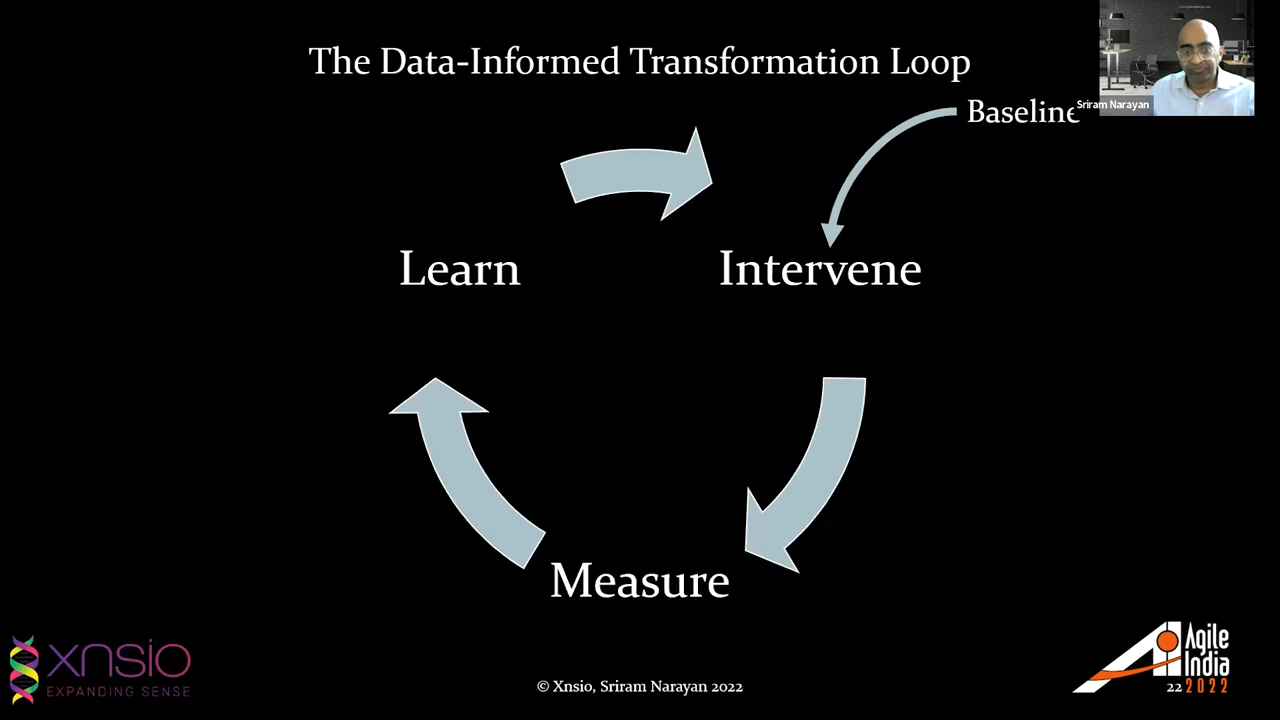 The Data-Informed Transformation Loop
Sriram Narayan
Baseline
Learn
Intervene
Measure
xnsio
EXPANDING SENSE
© Xnsio, Sriram Narayan 2022
Agile
India
22 2022